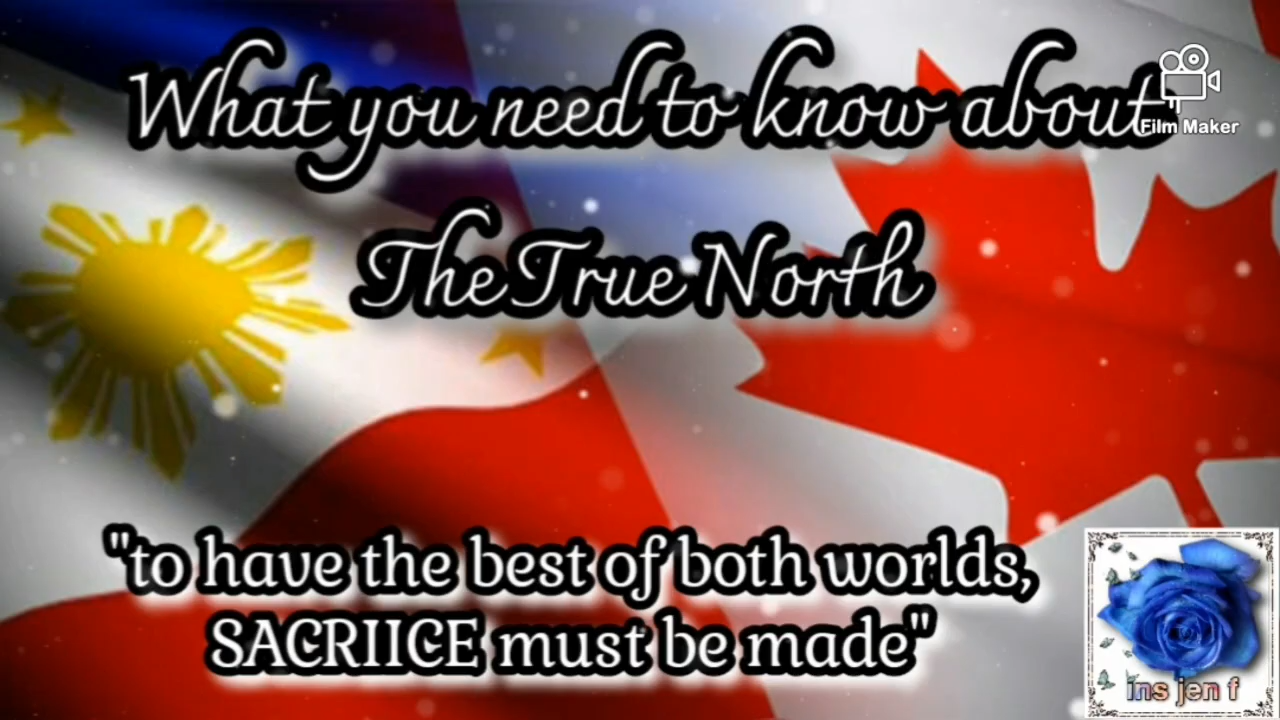 What you need to know about
Film Maker
The True North
"to have the best of both worlds,
SACRIICE must be made"
ins jen f